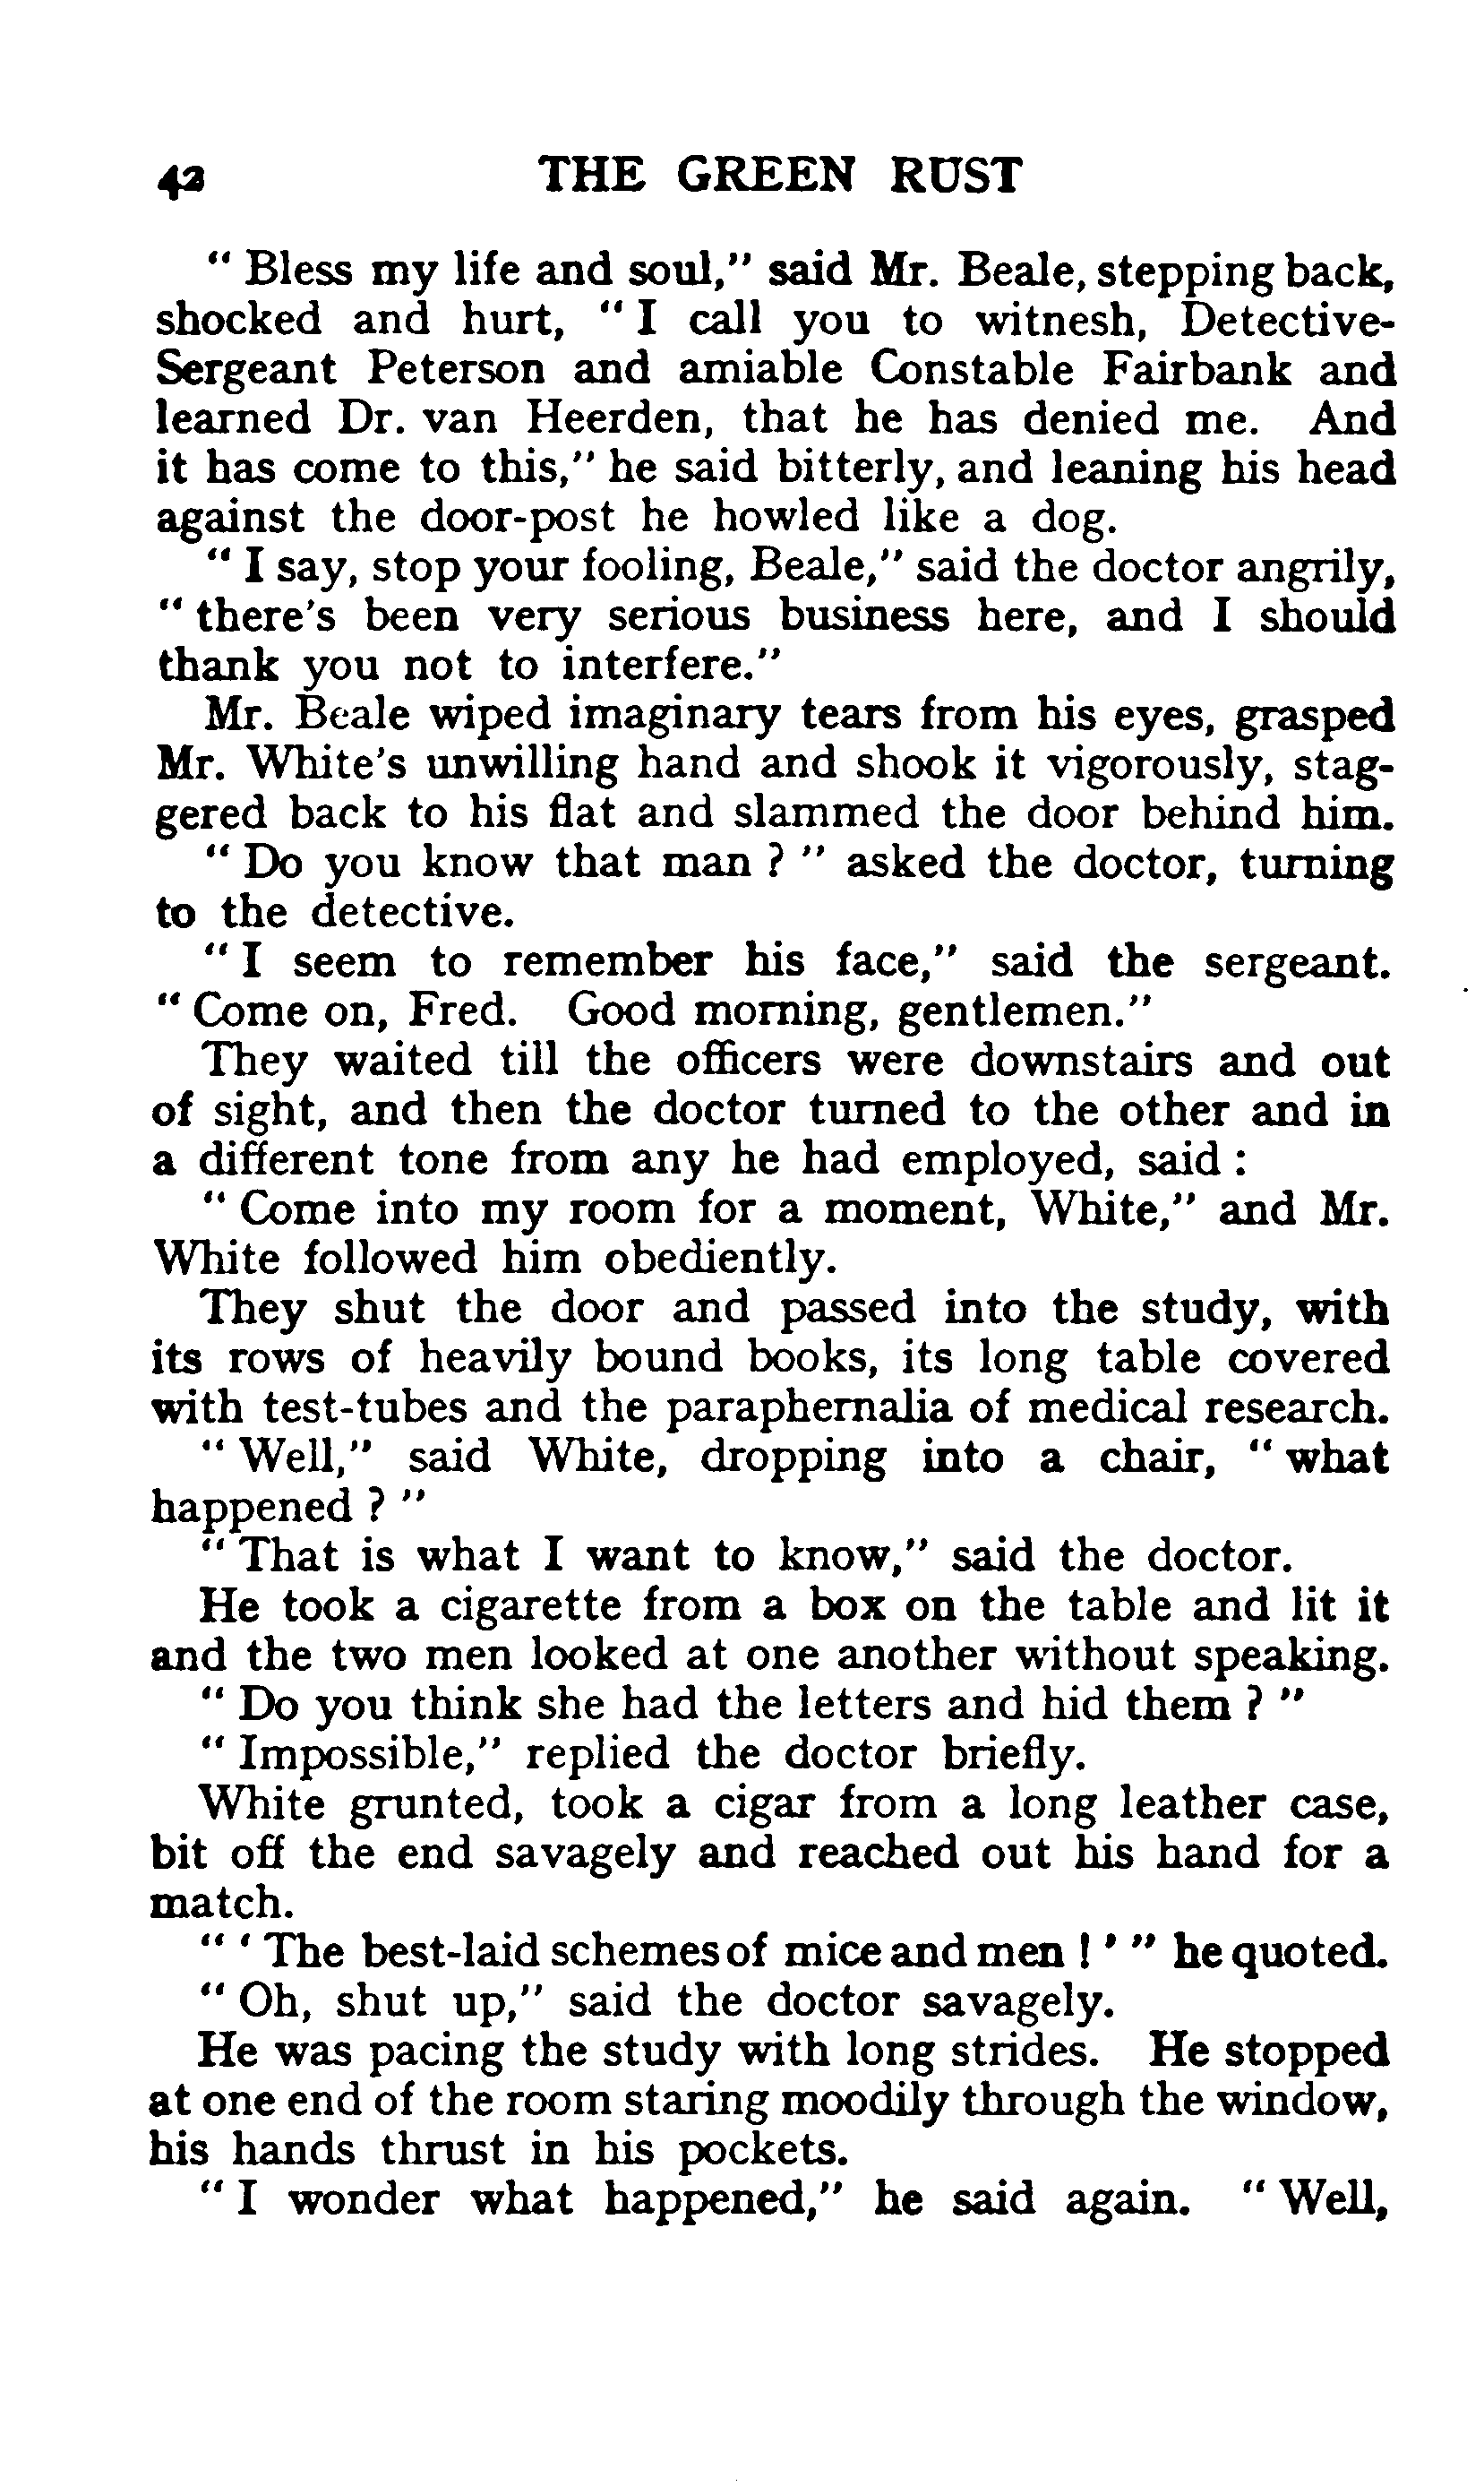 42 THE GREEN RUST
" Bless my life and soul," said Mr. Beale, stepping back,
shocked and hurt, " I call you to witnesh, Detective-
Sergeant Peterson and amiable Constable Fairbank and
learned Dr. van Heerden, that he has denied me. And
it has come to this," he said bitterly, and leaning his head
against the door-post he howled like a dog.
" I say, stop your fooling, Beale," said the doctor angrily,
" there's been very serious business here, and I should
thank you not to interfere."
Mr. Beale wiped imaginary tears from his eyes, grasped
Mr. White's unwilling hand and shook it vigorously, stag-
gered back to his flat and slammed the door behind him.
" Do you know that man ? " asked the doctor, turning
to the detective.
" I seem to remember his face," said the sergeant.
" Come on, Fred. Good morning, gentlemen."
They waited till the officers were downstairs and out
of sight, and then the doctor turned to the other and in
a different tone from any he had employed, said :
" Come into my room for a moment, White," and Mr.
White followed him obediently.
They shut the door and passed into the study, with
its rows of heavily bound books, its long table covered
with test-tubes and the paraphernalia of medical research.
" Well," said White, dropping into a chair, " what
happened ? "
" That is what I want to know," said the doctor.
He took a cigarette from a box on the table and lit it
and the two men looked at one another without speaking.
" Do you think she had the letters and hid them ? "
" Impossible," replied the doctor briefly.
White grunted, took a cigar from a long leather case,
bit off the end savagely and reached out his hand for a
match.
" ' The best-laid schemes of mice and men ! ' " he quoted.
" Oh, shut up," said the doctor savagely.
He was pacing the study with long strides. He stopped
at one end of the room staring moodily through the window,
his hands thrust in his pockets.
" I wonder what happened," he said again. " Well,